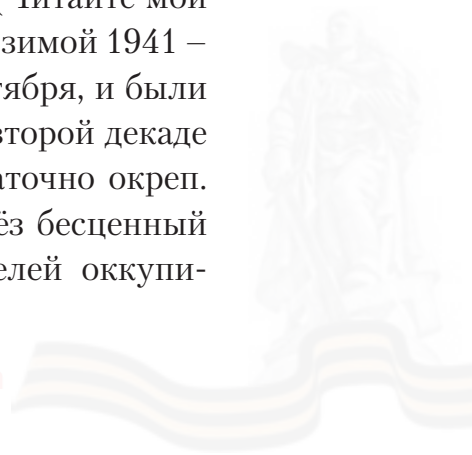 Читайте мои
зимой 1941 –
тября, и были
второй декаде
аточно окреп.
ёз бесценный
елей оккупи-